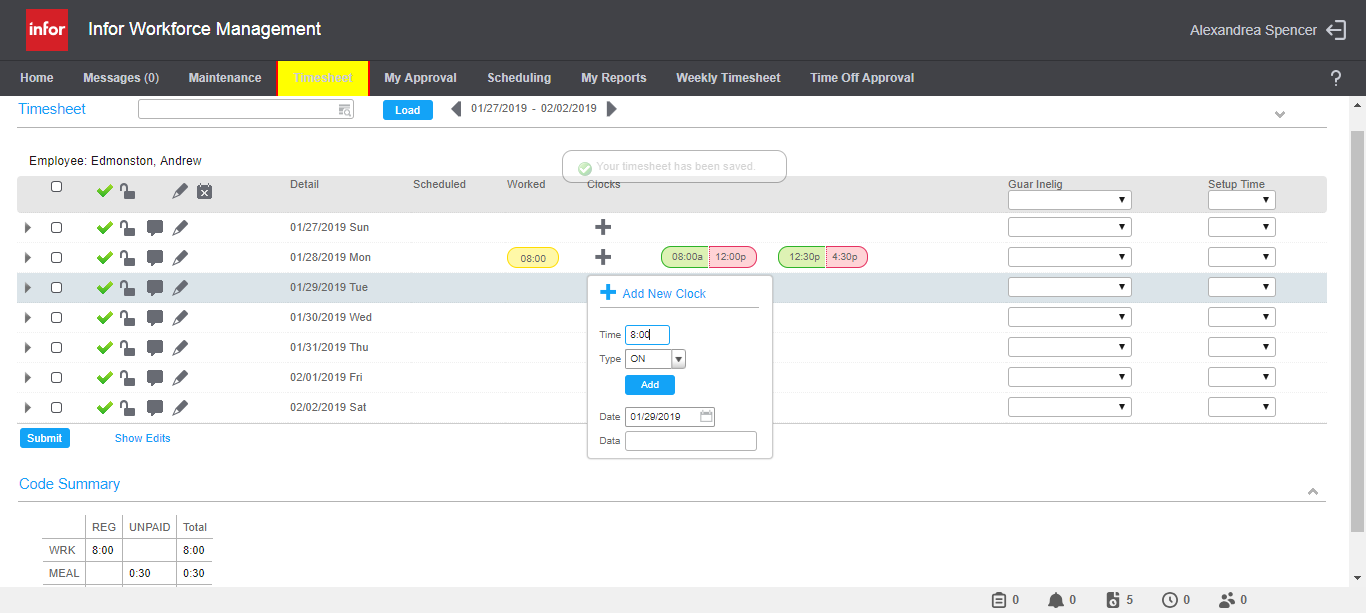 infor Infor Workforce Management Alexandrea Spencer
Home Messages (0) Maintenance Timesheet My Approval Scheduling My Reports Weekly Timesheet Time Off Approval ?
Timesheet Load 01/27/2019 - 02/02/2019
Employee: Edmonston, Andrew
Your timesheet has been saved.
Detail Scheduled Worked Clocks Guar Inelig Setup Time
01/27/2019 Sun
01/28/2019 Mon 08:00 08:00a 12:00p 12:30p 4:30p
01/29/2019 Tue
Add New Clock
01/30/2019 Wed
Time 8:00
01/31/2019 Thu
Type ON
02/01/2019 Fri
Add
02/02/2019 Sat
Date 01/29/2019
Submit Show Edits
Data
Code Summary
REG UNPAID Total
WRK 8:00 8:00
MEAL 0:30 0:30
0 0 5 0 0